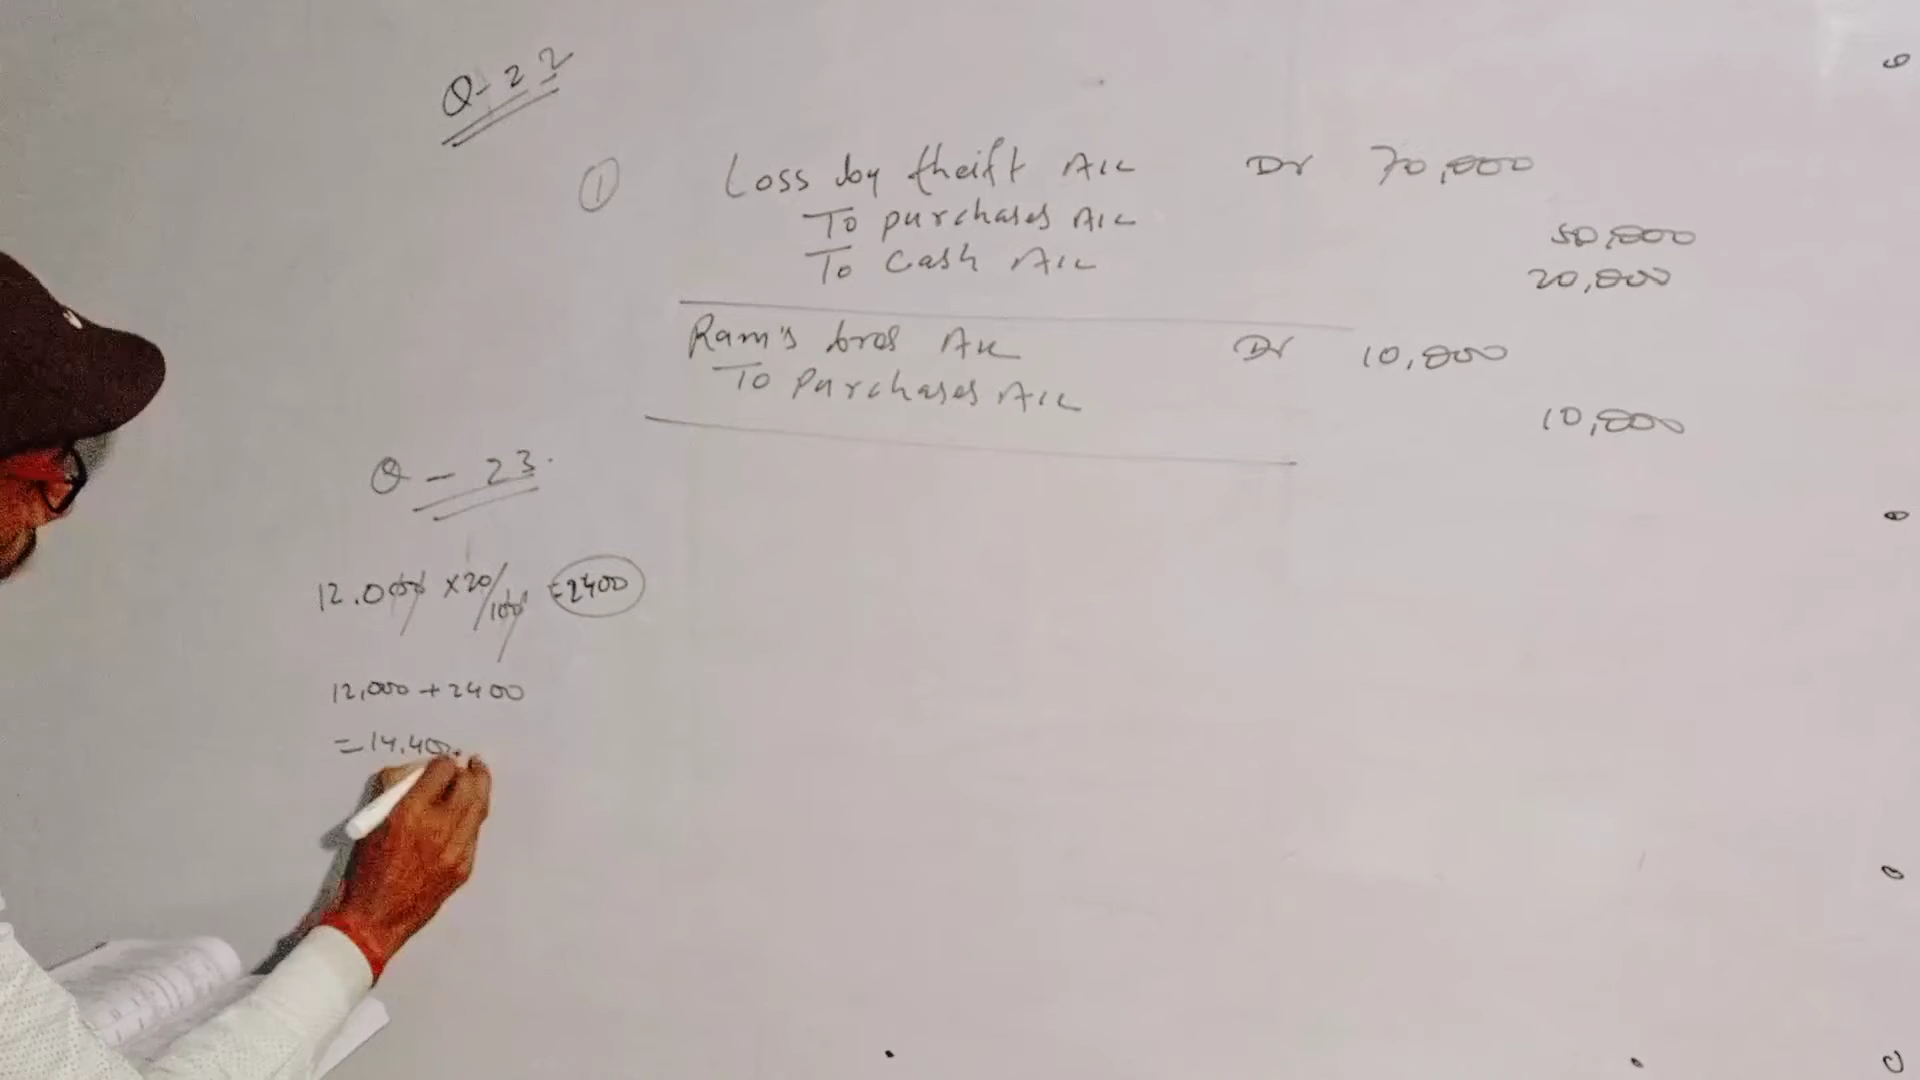 Q-22
① Loss by theift A/c Dr 70,000
To purchases A/c 50,000
To Cash A/c 20,000
Ram's bros A/c Dr 10,000
To Purchases A/c 10,000
Q - 23.
12.000 x20/100 =2400
12,000 + 2400
=14.400